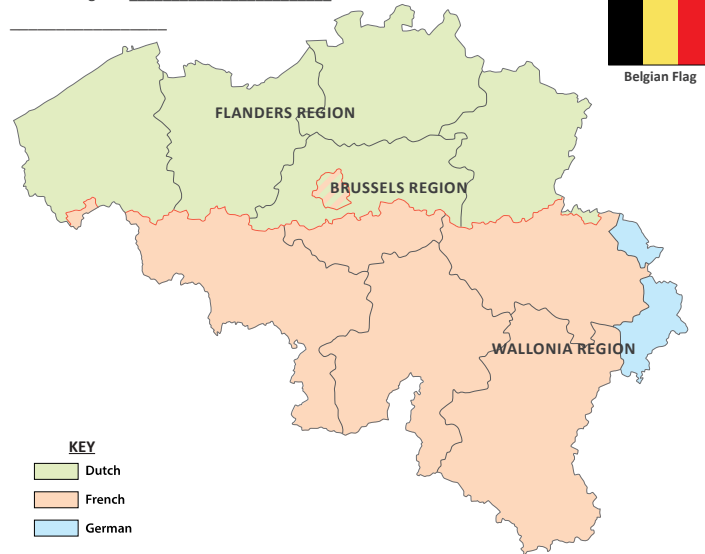 Belgian Flag
FLANDERS REGION
BRUSSELS REGION
WALLONIA REGION
KEY
Dutch
French
German